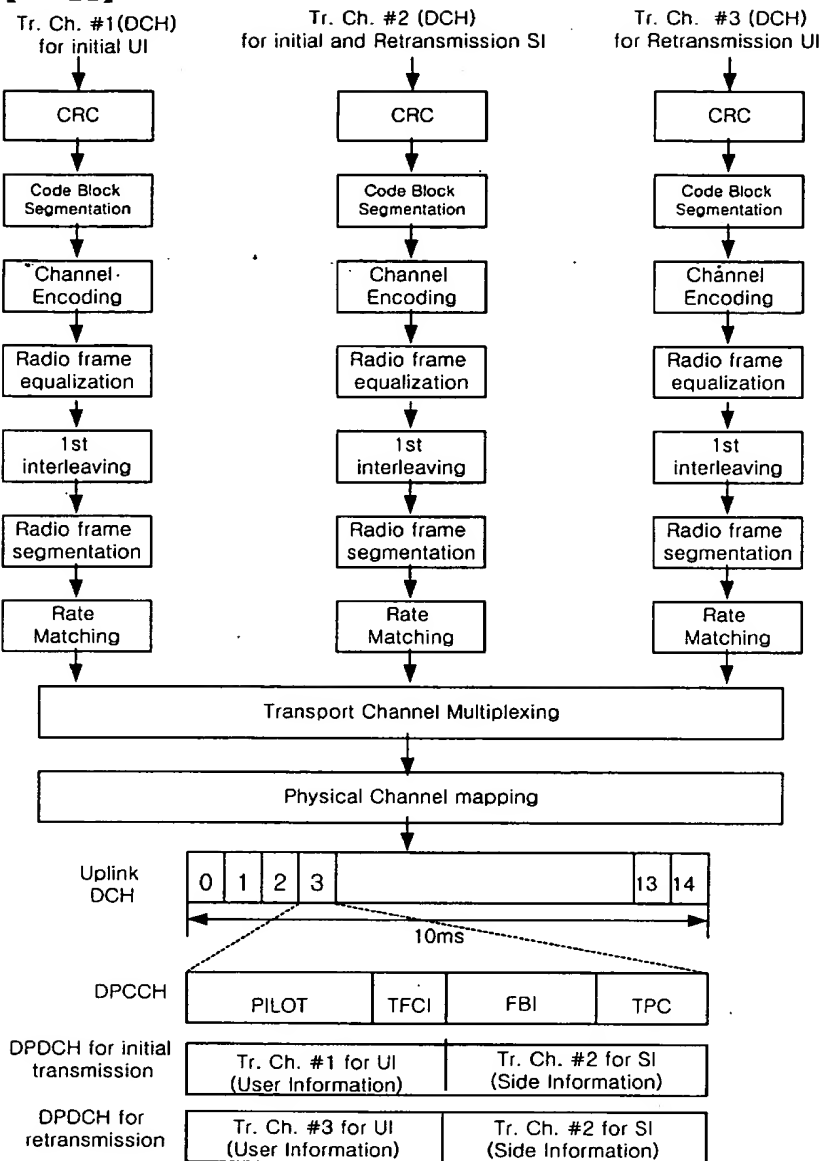 Tr. Ch. #1(DCH)
for initial UI
Tr. Ch. #2 (DCH)
for initial and Retransmission SI
Tr. Ch. #3 (DCH)
for Retransmission UI
CRC
CRC
CRC
Code Block
Segmentation
Code Block
Segmentation
Code Block
Segmentation
Channel
Encoding
Channel
Encoding
Channel
Encoding
Radio frame
equalization
Radio frame
equalization
Radio frame
equalization
1st
interleaving
1st
interleaving
1st
interleaving
Radio frame
segmentation
Radio frame
segmentation
Radio frame
segmentation
Rate
Matching
Rate
Matching
Rate
Matching
Transport Channel Multiplexing
Physical Channel mapping
Uplink
DCH
0 1 2 3 13 14
10ms
DPCCH
PILOT TFCI FBI TPC
DPDCH for initial
transmission
Tr. Ch. #1 for UI
(User Information)
Tr. Ch. #2 for SI
(Side Information)
DPDCH for
retransmission
Tr. Ch. #3 for UI
(User Information)
Tr. Ch. #2 for SI
(Side Information)